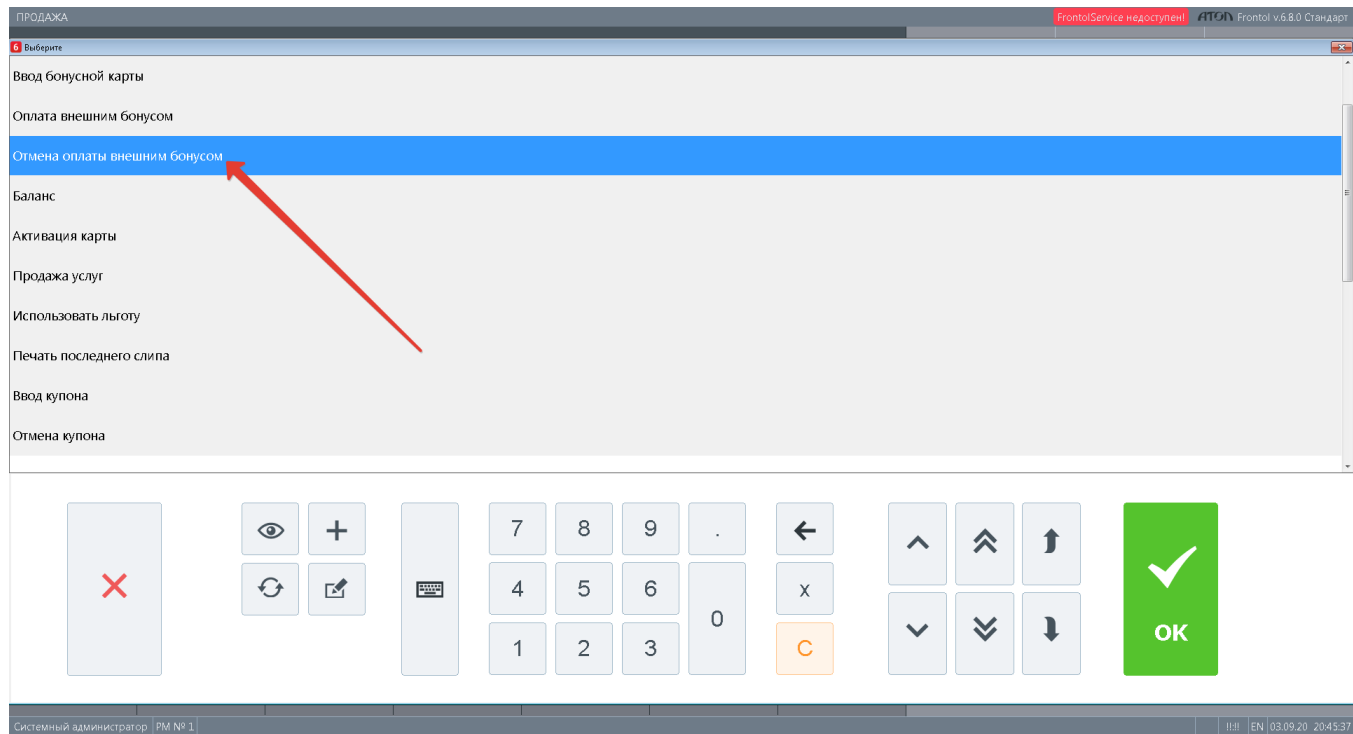 ПРОДАЖА
FrontolService недоступен!
АТОЛ Frontol v.6.8.0 Стандарт
6 Выберите
Ввод бонусной карты
Оплата внешним бонусом
Отмена оплаты внешним бонусом
Баланс
Активация карты
Продажа услуг
Использовать льготу
Печать последнего слипа
Ввод купона
Отмена купона
7 8 9 .
4 5 6 0 x
1 2 3 C
OK
Системный администратор РМ № 1
!!:!! EN 03.09.20 20:45:37